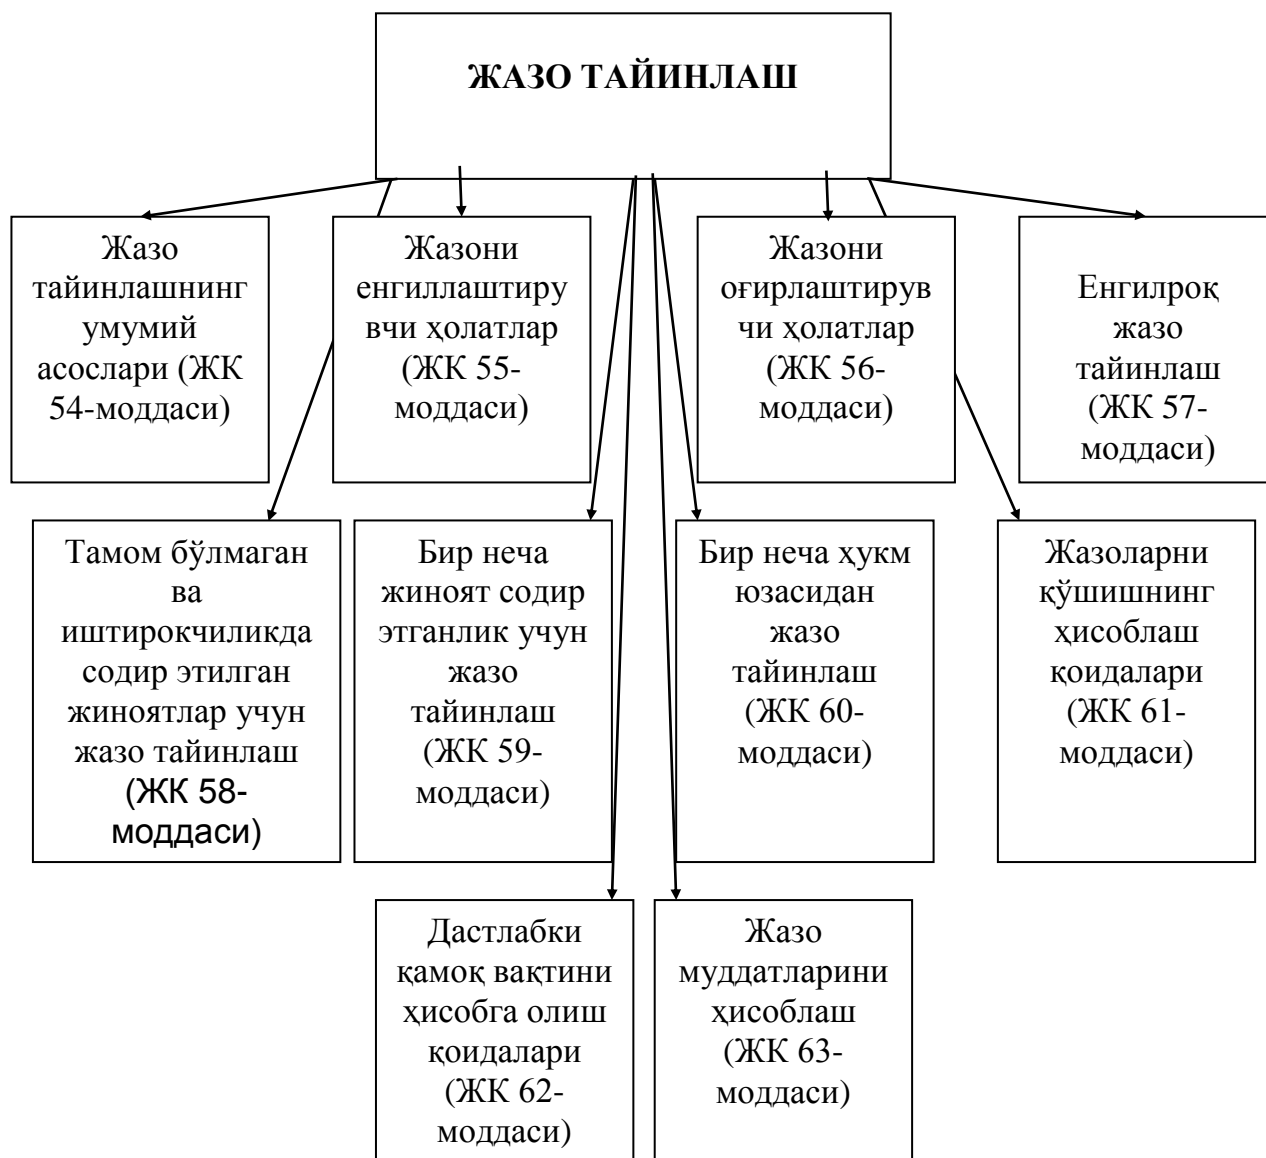 ЖАЗО ТАЙИНЛАШ
Жазо
тайинлашнинг
умумий
асослари (ЖК
54-моддаси)
Жазони
енгиллаштиру
вчи ҳолатлар
(ЖК 55-
моддаси)
Жазони
оғирлаштирув
чи ҳолатлар
(ЖК 56-
моддаси)
Енгилроқ
жазо
тайинлаш
(ЖК 57-
моддаси)
Тамом бўлмаган
ва
иштирокчиликда
содир этилган
жиноятлар учун
жазо тайинлаш
(ЖК 58-
моддаси)
Бир неча
жиноят содир
этганлик учун
жазо
тайинлаш
(ЖК 59-
моддаси)
Бир неча ҳукм
юзасидан
жазо
тайинлаш
(ЖК 60-
моддаси)
Жазоларни
қўшишнинг
ҳисоблаш
қоидалари
(ЖК 61-
моддаси)
Дастлабки
қамоқ вақтини
ҳисобга олиш
қоидалари
(ЖК 62-
моддаси)
Жазо
муддатларини
ҳисоблаш
(ЖК 63-
моддаси)